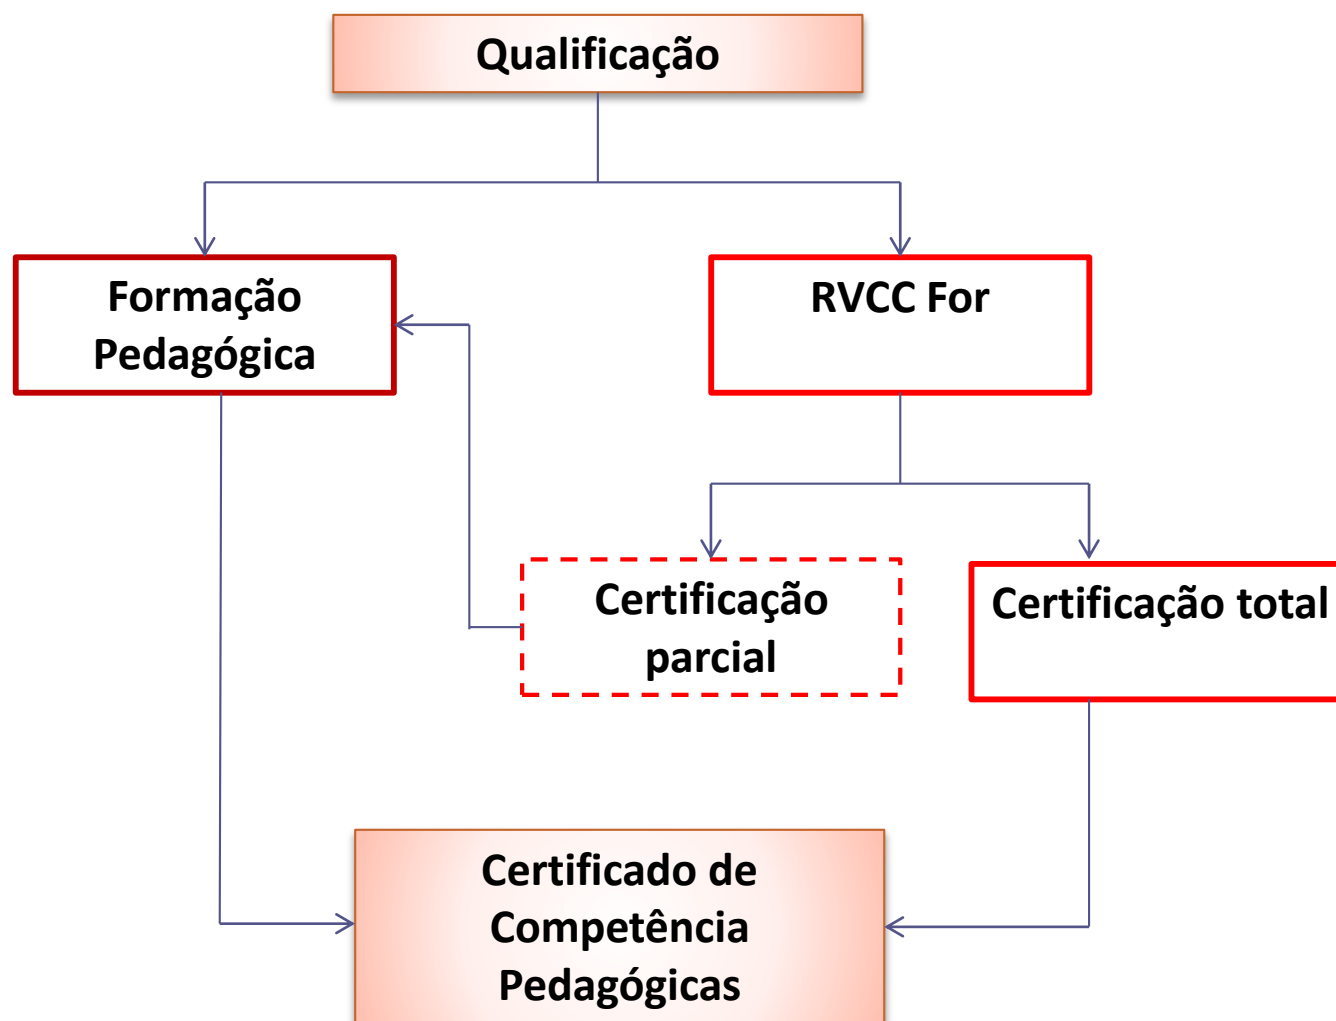 Qualificação
Formação
Pedagógica
RVCC For
Certificação
parcial
Certificação total
Certificado de
Competência
Pedagógicas